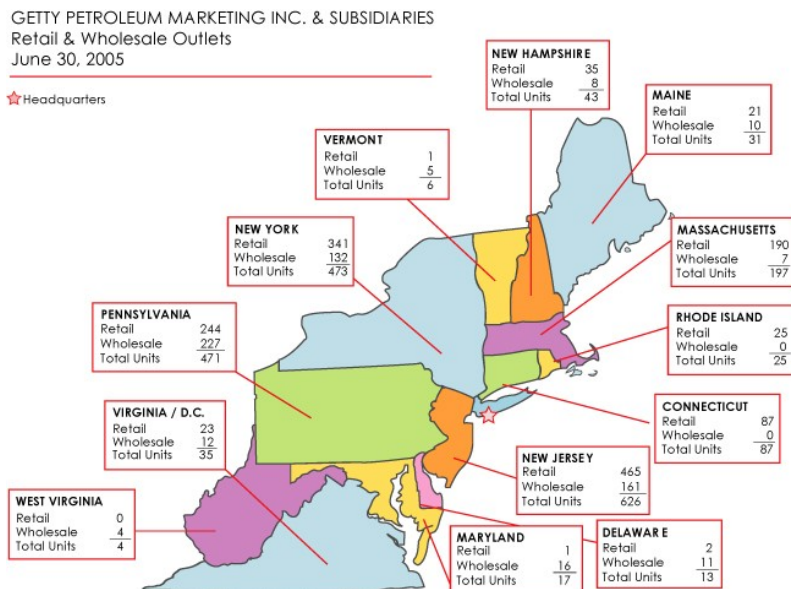 GETTY PETROLEUM MARKETING INC. & SUBSIDIARIES
Retail & Wholesale Outlets
June 30, 2005
Headquarters
NEW HAMPSHIRE
Retail 35
Wholesale 8
Total Units 43
MAINE
Retail 21
Wholesale 10
Total Units 31
VERMONT
Retail 1
Wholesale 5
Total Units 6
NEW YORK
Retail 341
Wholesale 132
Total Units 473
MASSACHUSETTS
Retail 190
Wholesale 7
Total Units 197
PENNSYLVANIA
Retail 244
Wholesale 227
Total Units 471
RHODE ISLAND
Retail 25
Wholesale 0
Total Units 25
VIRGINIA / D.C.
Retail 23
Wholesale 12
Total Units 35
CONNECTICUT
Retail 87
Wholesale 0
Total Units 87
NEW JERSEY
Retail 465
Wholesale 161
Total Units 626
WEST VIRGINIA
Retail 0
Wholesale 4
Total Units 4
MARYLAND
Retail 1
Wholesale 16
Total Units 17
DELAWARE
Retail 2
Wholesale 11
Total Units 13